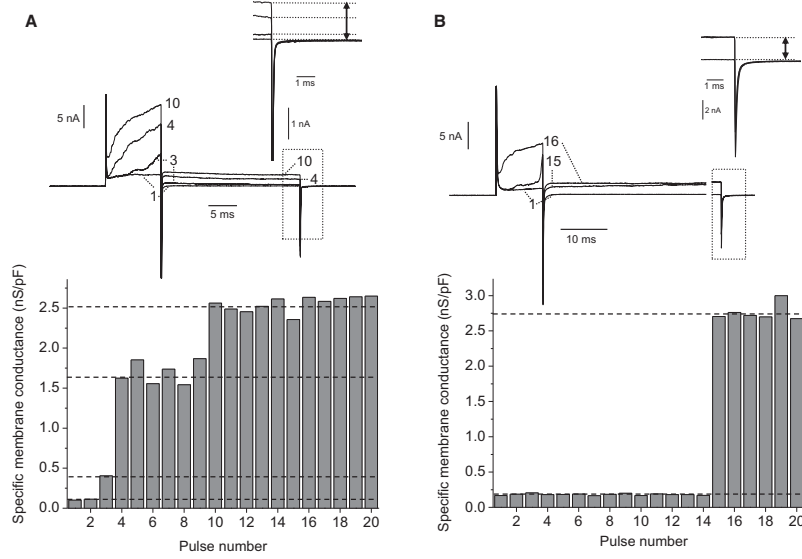 A
1 ms
5 nA
10
4
3
1
1 nA
10
4
5 ms
Specific membrane conductance (nS/pF)
2.5
2.0
1.5
1.0
0.5
0.0
2 4 6 8 10 12 14 16 18 20
Pulse number
B
1 ms
2 nA
5 nA
16
15
1
10 ms
Specific membrane conductance (nS/pF)
3.0
2.5
2.0
1.5
1.0
0.5
0.0
2 4 6 8 10 12 14 16 18 20
Pulse number